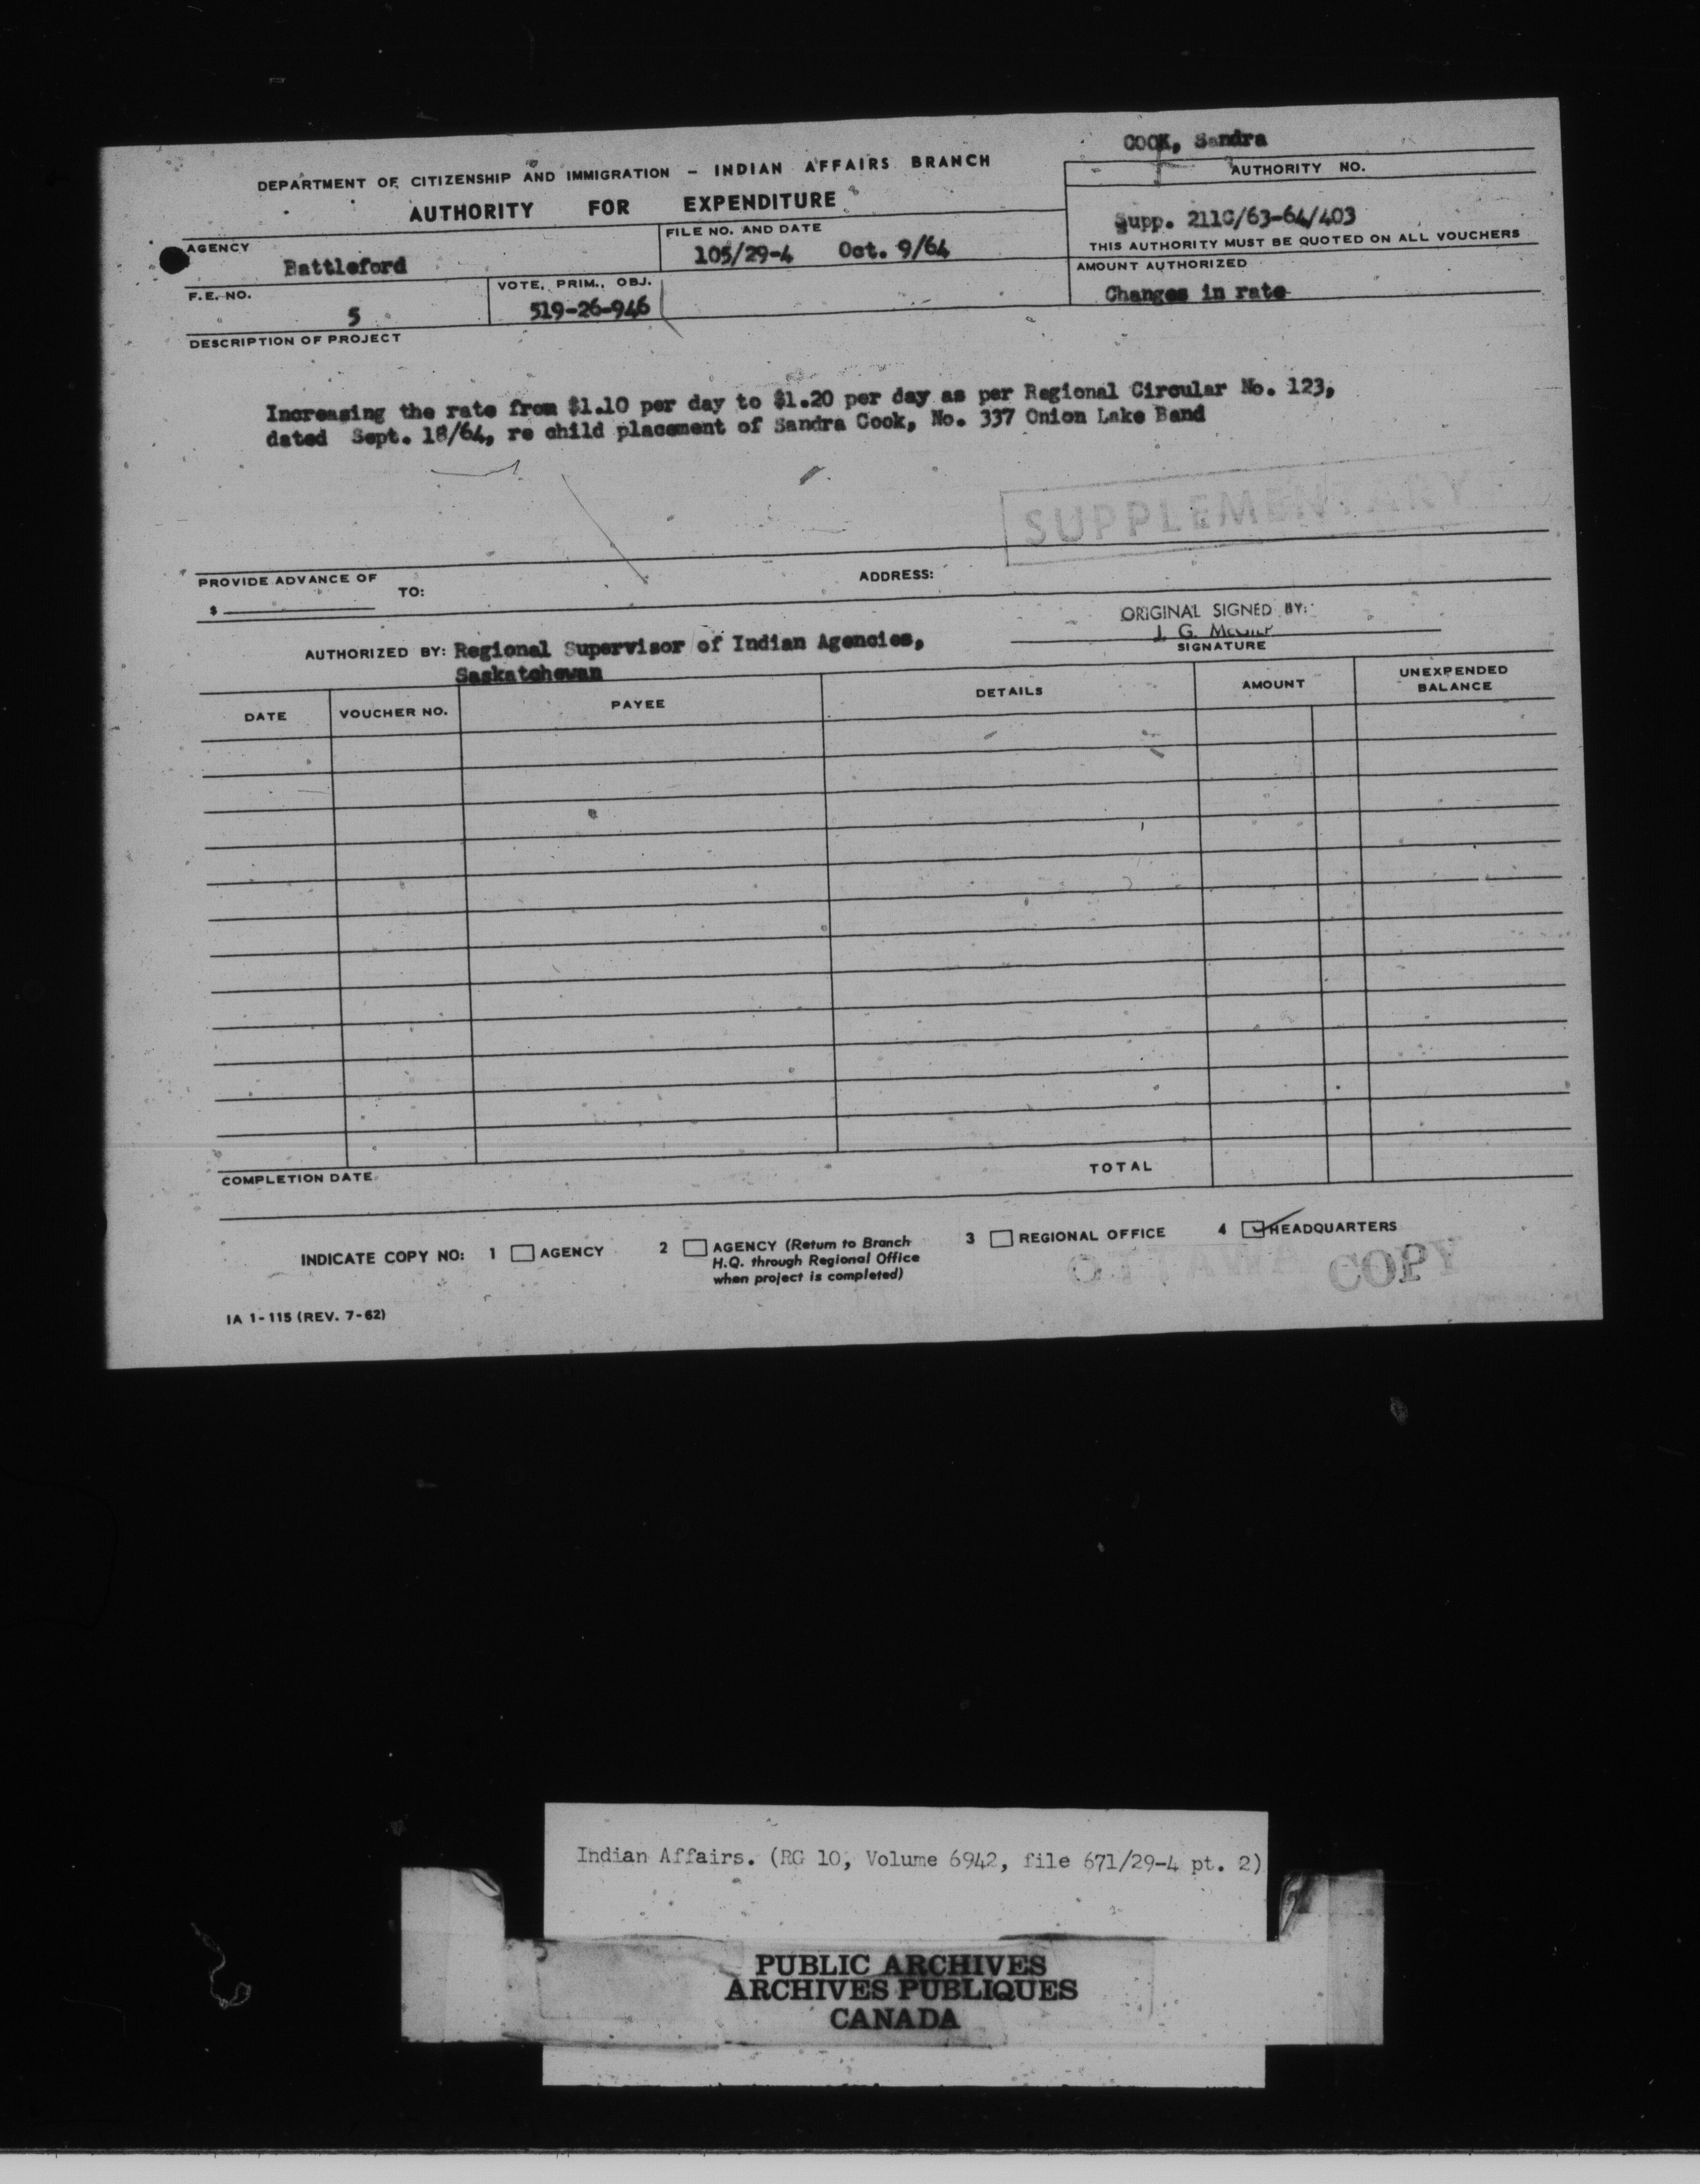 COOK, Sandra
DEPARTMENT OF CITIZENSHIP AND IMMIGRATION - INDIAN AFFAIRS BRANCH
AUTHORITY FOR EXPENDITURE
AUTHORITY NO.
Supp. 211C/63-64/403
THIS AUTHORITY MUST BE QUOTED ON ALL VOUCHERS
AGENCY
Battleford
FILE NO. AND DATE
105/29-4 Oct. 9/64
AMOUNT AUTHORIZED
Changes in rate
F.E. NO.
5
VOTE, PRIM., OBJ.
519-26-946
DESCRIPTION OF PROJECT
Increasing the rate from $1.10 per day to $1.20 per day as per Regional Circular No. 123,
dated Sept. 18/64, re child placement of Sandra Cook, No. 337 Onion Lake Band
SUPPLEMENTARY
PROVIDE ADVANCE OF
$
TO:
ADDRESS:
ORIGINAL SIGNED BY:
J. G. McGilp
SIGNATURE
AUTHORIZED BY: Regional Supervisor of Indian Agencies,
Saskatchewan
DATE VOUCHER NO. PAYEE DETAILS AMOUNT UNEXPENDED
BALANCE
COMPLETION DATE
TOTAL
INDICATE COPY NO: 1 AGENCY 2 AGENCY (Return to Branch 3 REGIONAL OFFICE 4 HEADQUARTERS
H.Q. through Regional Office
when project is completed)
OTTAWA COPY
IA 1-115 (REV. 7-62)
Indian Affairs. (RG 10, Volume 6942, file 671/29-4 pt. 2)
PUBLIC ARCHIVES
ARCHIVES PUBLIQUES
CANADA